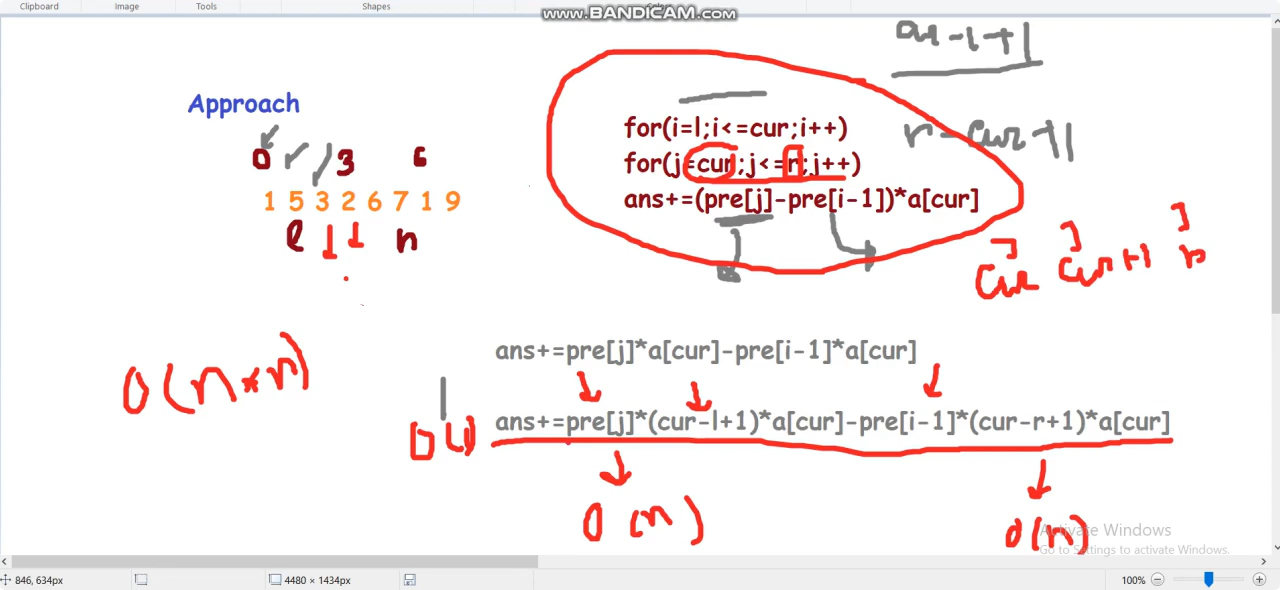 Clipboard Image Tools Shapes Colors
www.BANDICAM.com
cur-l+1
Approach
for(i=l;i<=cur;i++)
r-cur+1
0 r 3 6
for(j=cur;j<=r;j++)
1 5 3 2 6 7 1 9
ans+=(pre[j]-pre[i-1])*a[cur]
l r
cur cur+1 r
ans+=pre[j]*a[cur]-pre[i-1]*a[cur]
O(n*n)
O(1) ans+=pre[j]*(cur-l+1)*a[cur]-pre[i-1]*(cur-r+1)*a[cur]
O(n) O(n)
Activate Windows
Go to Settings to activate Windows.
846, 634px 4480 × 1434px 100%